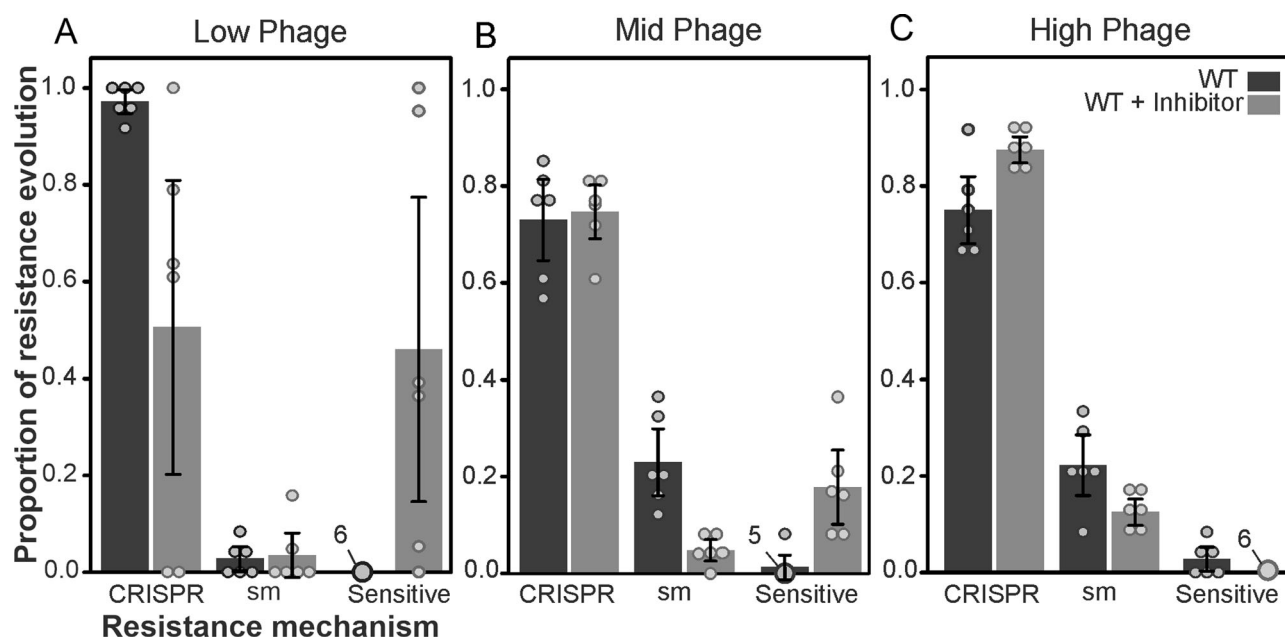 A
Low Phage
B
Mid Phage
C
High Phage
WT
WT + Inhibitor
Proportion of resistance evolution
1.0
0.8
0.6
0.4
0.2
0.0
6
CRISPR
sm
Sensitive
1.0
0.8
0.6
0.4
0.2
0.0
5
CRISPR
sm
Sensitive
1.0
0.8
0.6
0.4
0.2
0.0
6
CRISPR
sm
Sensitive
Resistance mechanism